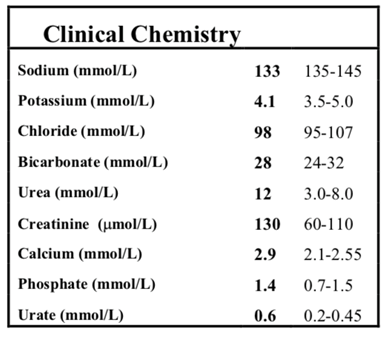 Clinical Chemistry
Sodium (mmol/L) 133 135-145
Potassium (mmol/L) 4.1 3.5-5.0
Chloride (mmol/L) 98 95-107
Bicarbonate (mmol/L) 28 24-32
Urea (mmol/L) 12 3.0-8.0
Creatinine (μmol/L) 130 60-110
Calcium (mmol/L) 2.9 2.1-2.55
Phosphate (mmol/L) 1.4 0.7-1.5
Urate (mmol/L) 0.6 0.2-0.45